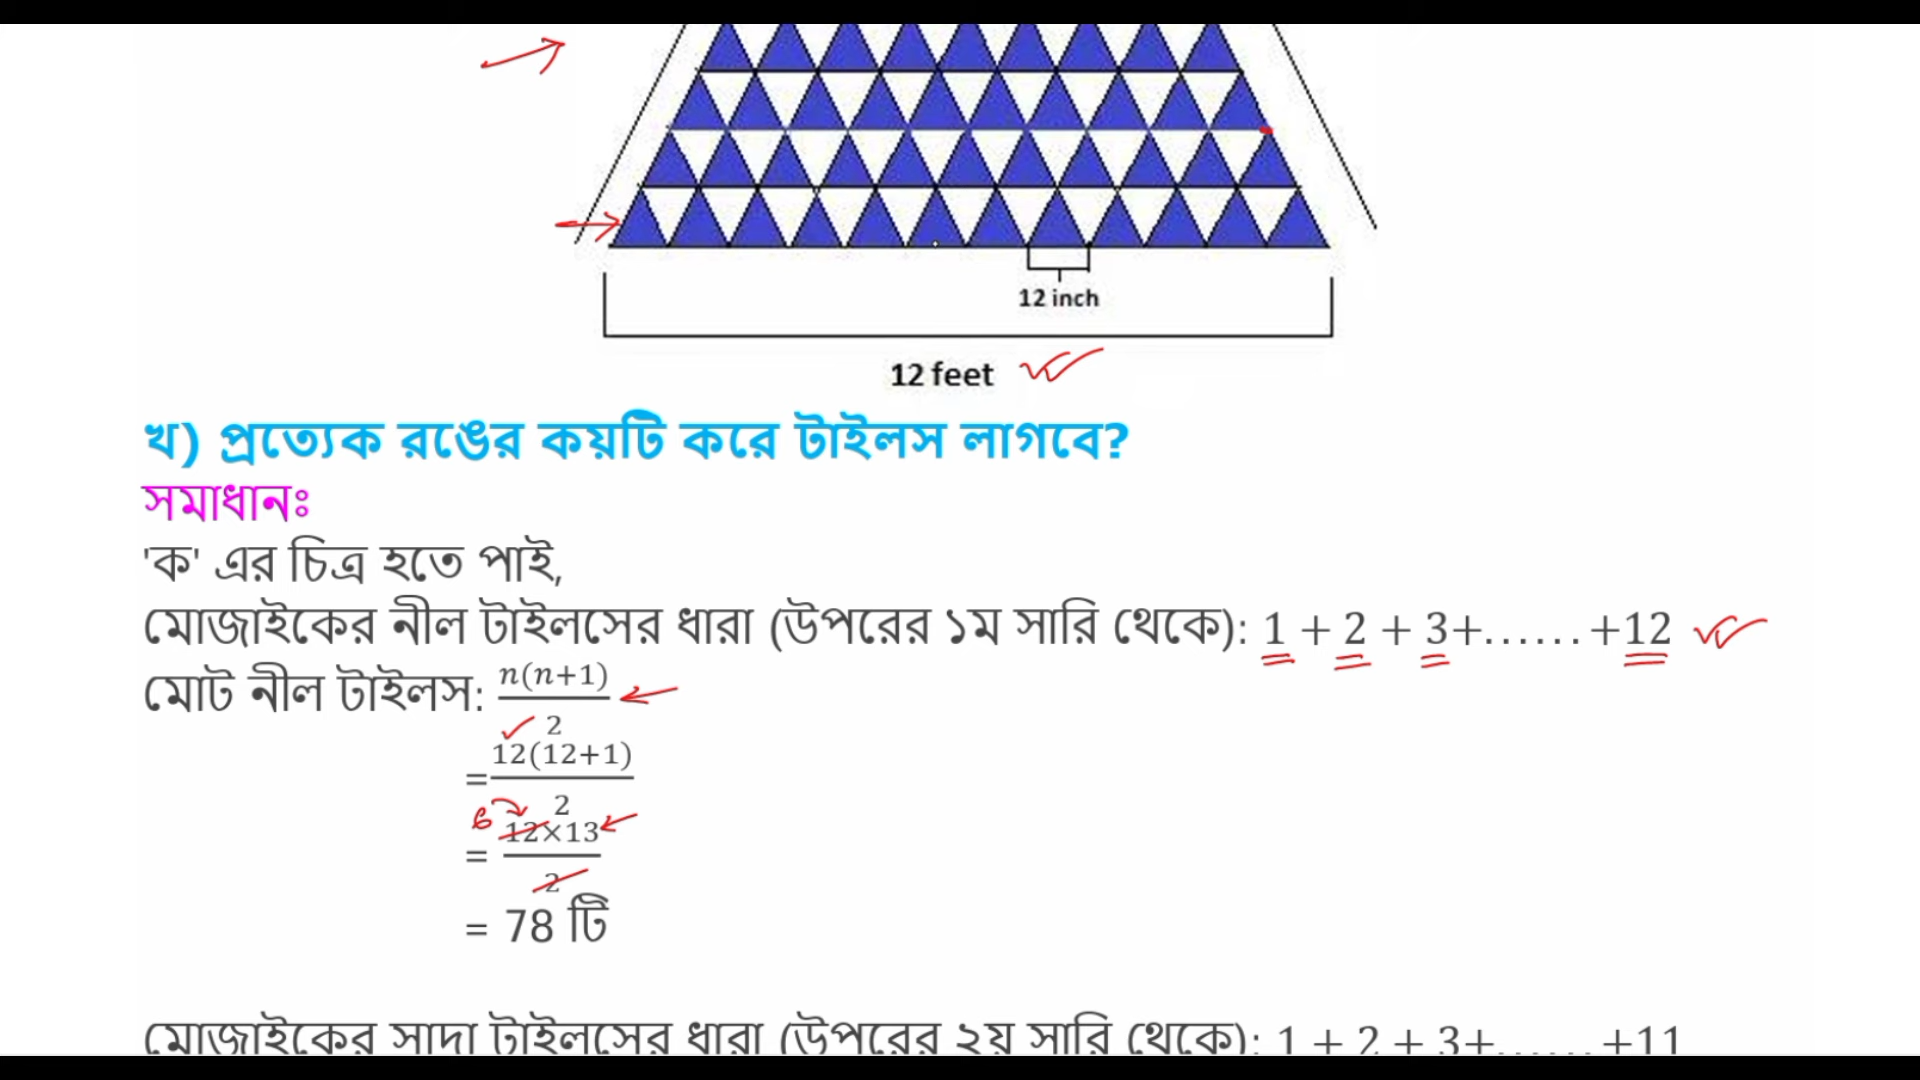 12 inch
12 feet
খ) প্রত্যেক রঙের কয়টি করে টাইলস লাগবে?
সমাধানঃ
'ক' এর চিত্র হতে পাই,
মোজাইকের নীল টাইলসের ধারা (উপরের ১ম সারি থেকে): 1 + 2 + 3+......+12
মোট নীল টাইলস: n(n+1)/2
=12(12+1)/2
6
= 12×13/2
= 78 টি
মোজাইকের সাদা টাইলসের ধারা (উপরের ২য় সারি থেকে): 1 + 2 + 3+......+11